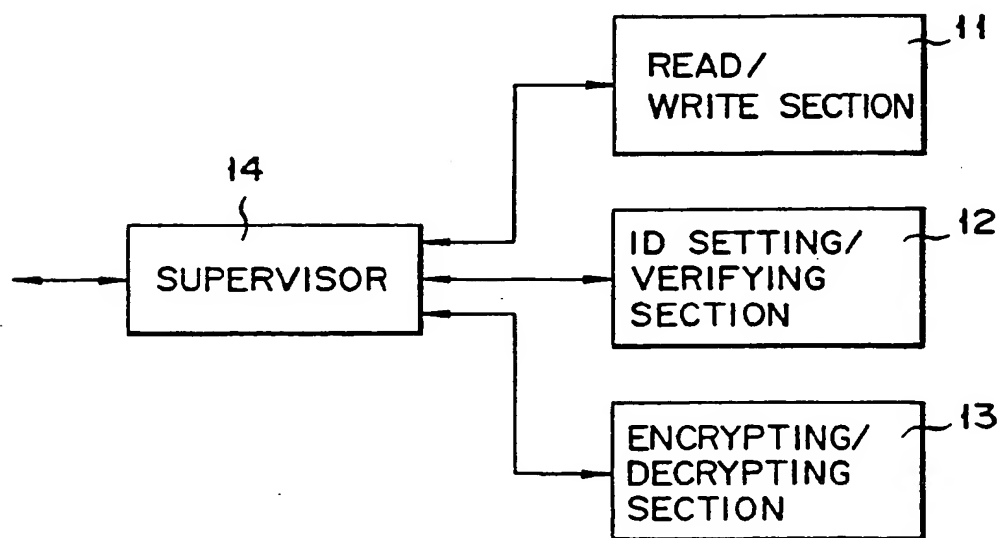 11
READ/
WRITE SECTION
14
SUPERVISOR
12
ID SETTING/
VERIFYING
SECTION
13
ENCRYPTING/
DECRYPTING
SECTION